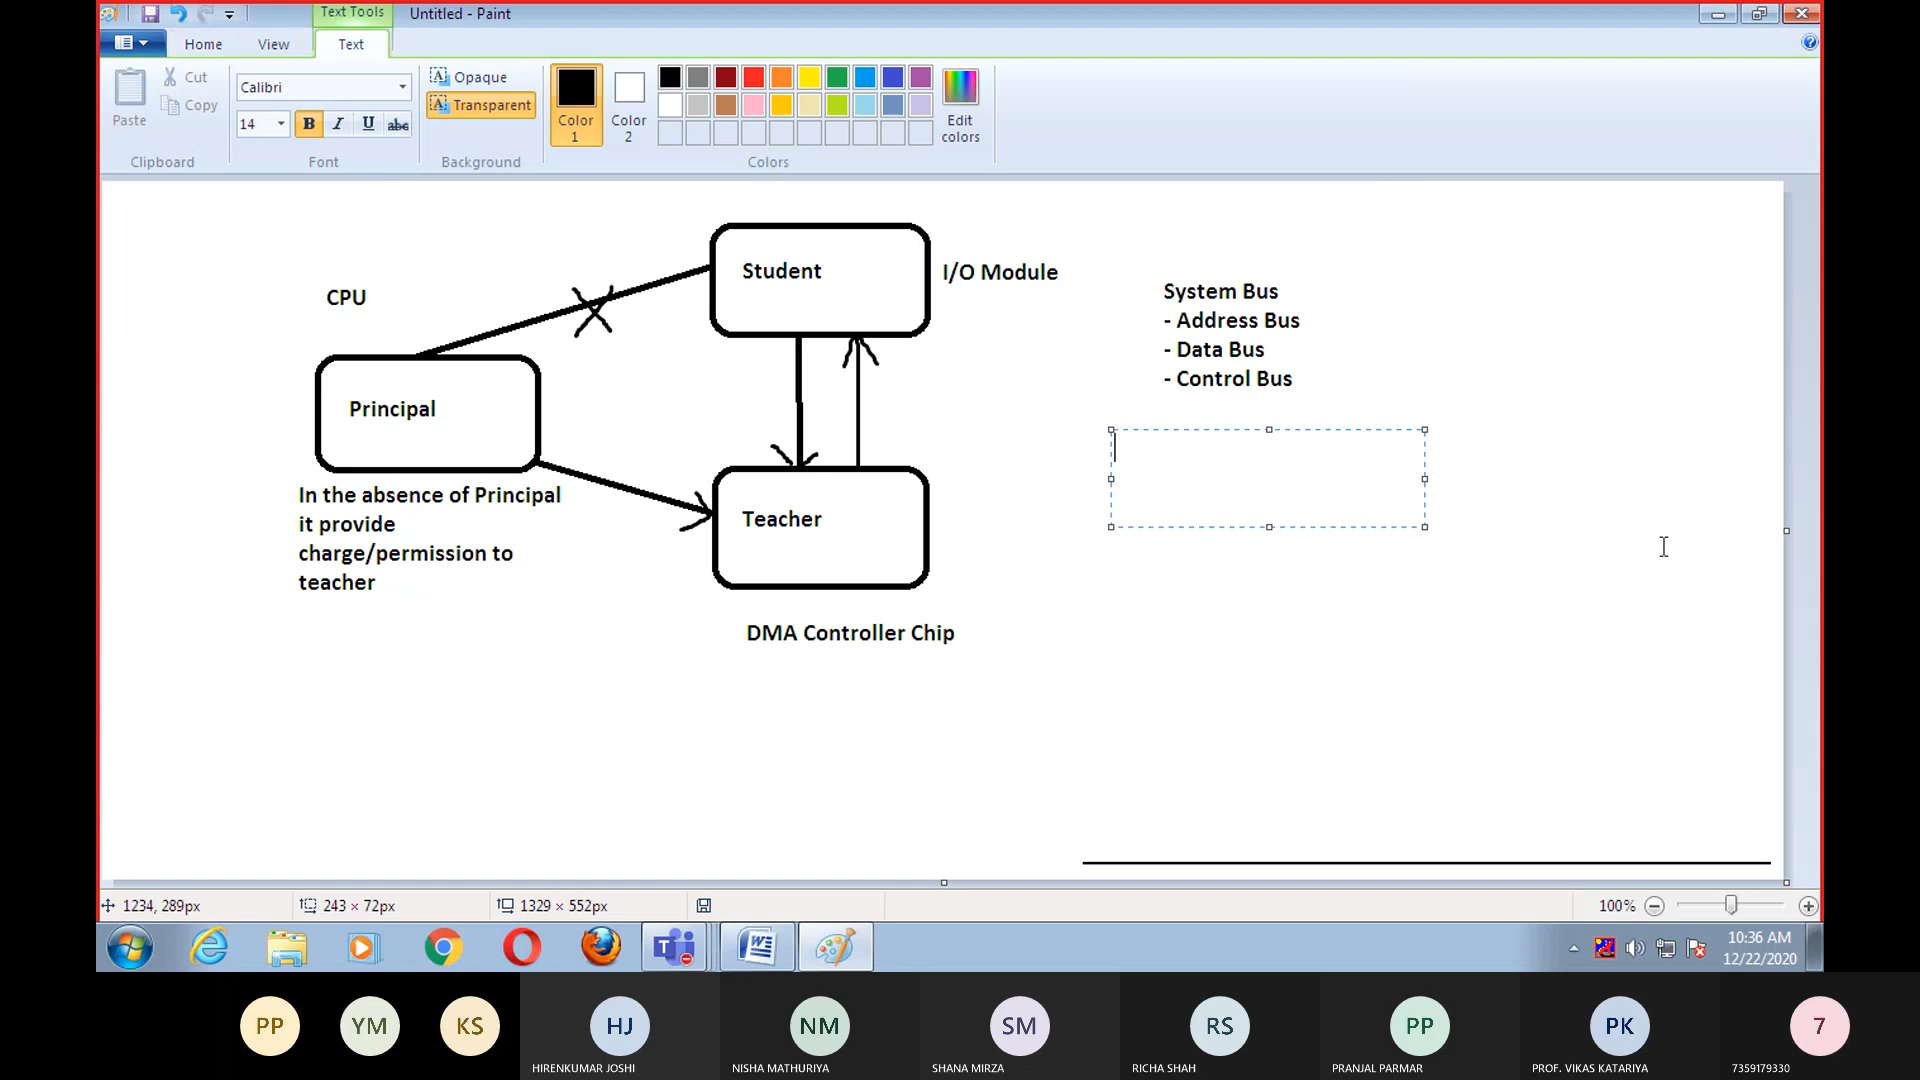 Text Tools
Untitled - Paint
Home
View
Text
Paste
Cut
Copy
Clipboard
Calibri
14
B
I
U
abc
Font
Opaque
Transparent
Background
Color
1
Color
2
Edit
colors
Colors
Student
I/O Module
CPU
Principal
In the absence of Principal
it provide
charge/permission to
teacher
Teacher
DMA Controller Chip
System Bus
- Address Bus
- Data Bus
- Control Bus
1234, 289px
243 × 72px
1329 × 552px
100%
10:36 AM
12/22/2020
PP
YM
KS
HJ
HIRENKUMAR JOSHI
NM
NISHA MATHURIYA
SM
SHANA MIRZA
RS
RICHA SHAH
PP
PRANJAL PARMAR
PK
PROF. VIKAS KATARIYA
7
7359179330